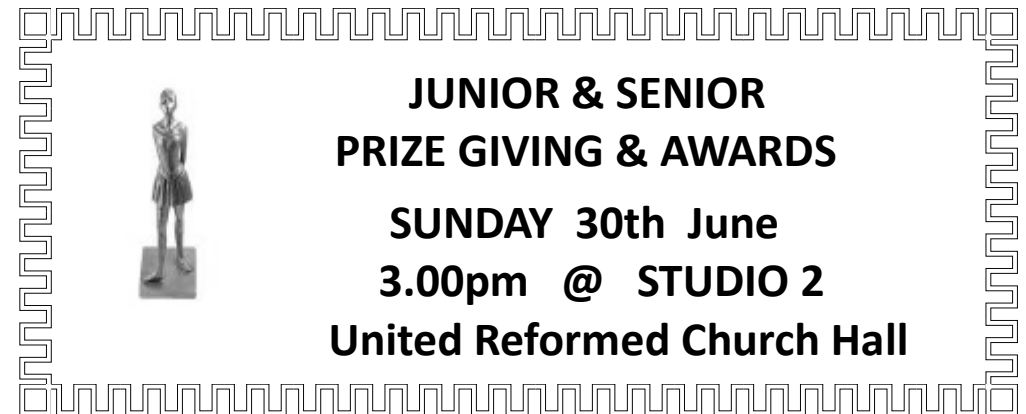 JUNIOR & SENIOR
PRIZE GIVING & AWARDS
SUNDAY 30th June
3.00pm @ STUDIO 2
United Reformed Church Hall